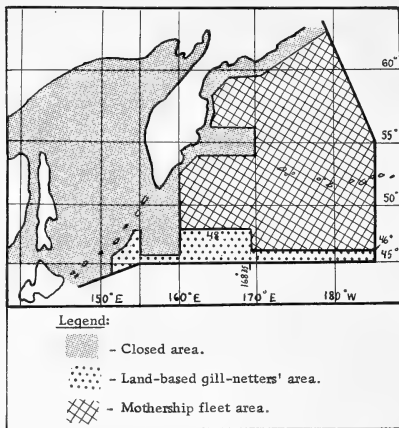 60°
55°
50°
48°
46°
45°
150° E
160° E
170° E
180° W
Legend:
- Closed area.
- Land-based gill-netters' area.
- Mothership fleet area.